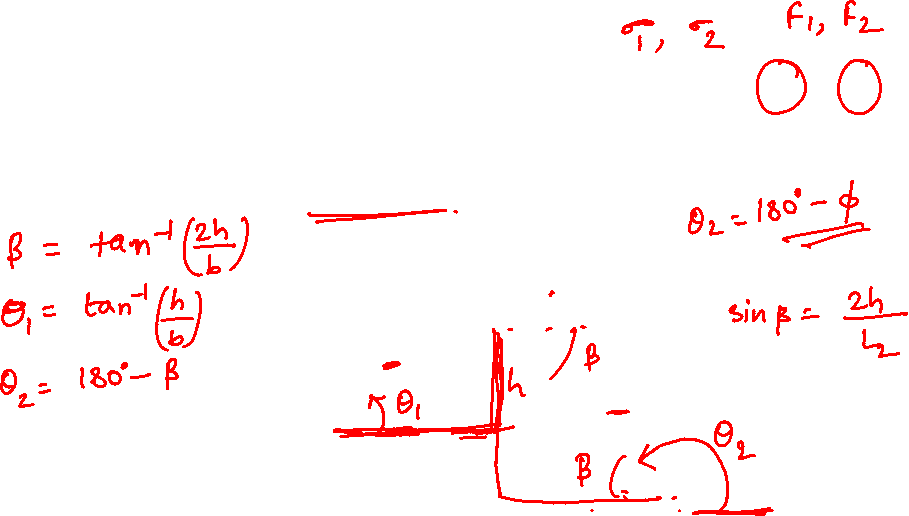 σ₁, σ₂ F₁, F₂
θ₂ = 180° - ϕ
β = tan⁻¹(2h/b)
θ₁ = tan⁻¹(h/b)
θ₂ = 180° - β
sin β = 2h/L₂
β
h
θ₁
θ₂
β